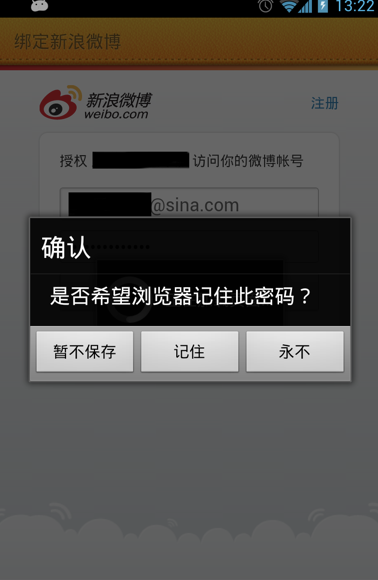 13:22
绑定新浪微博
新浪微博
weibo.com
注册
授权 访问你的微博帐号
@sina.com
确认
是否希望浏览器记住此密码？
暂不保存 记住 永不